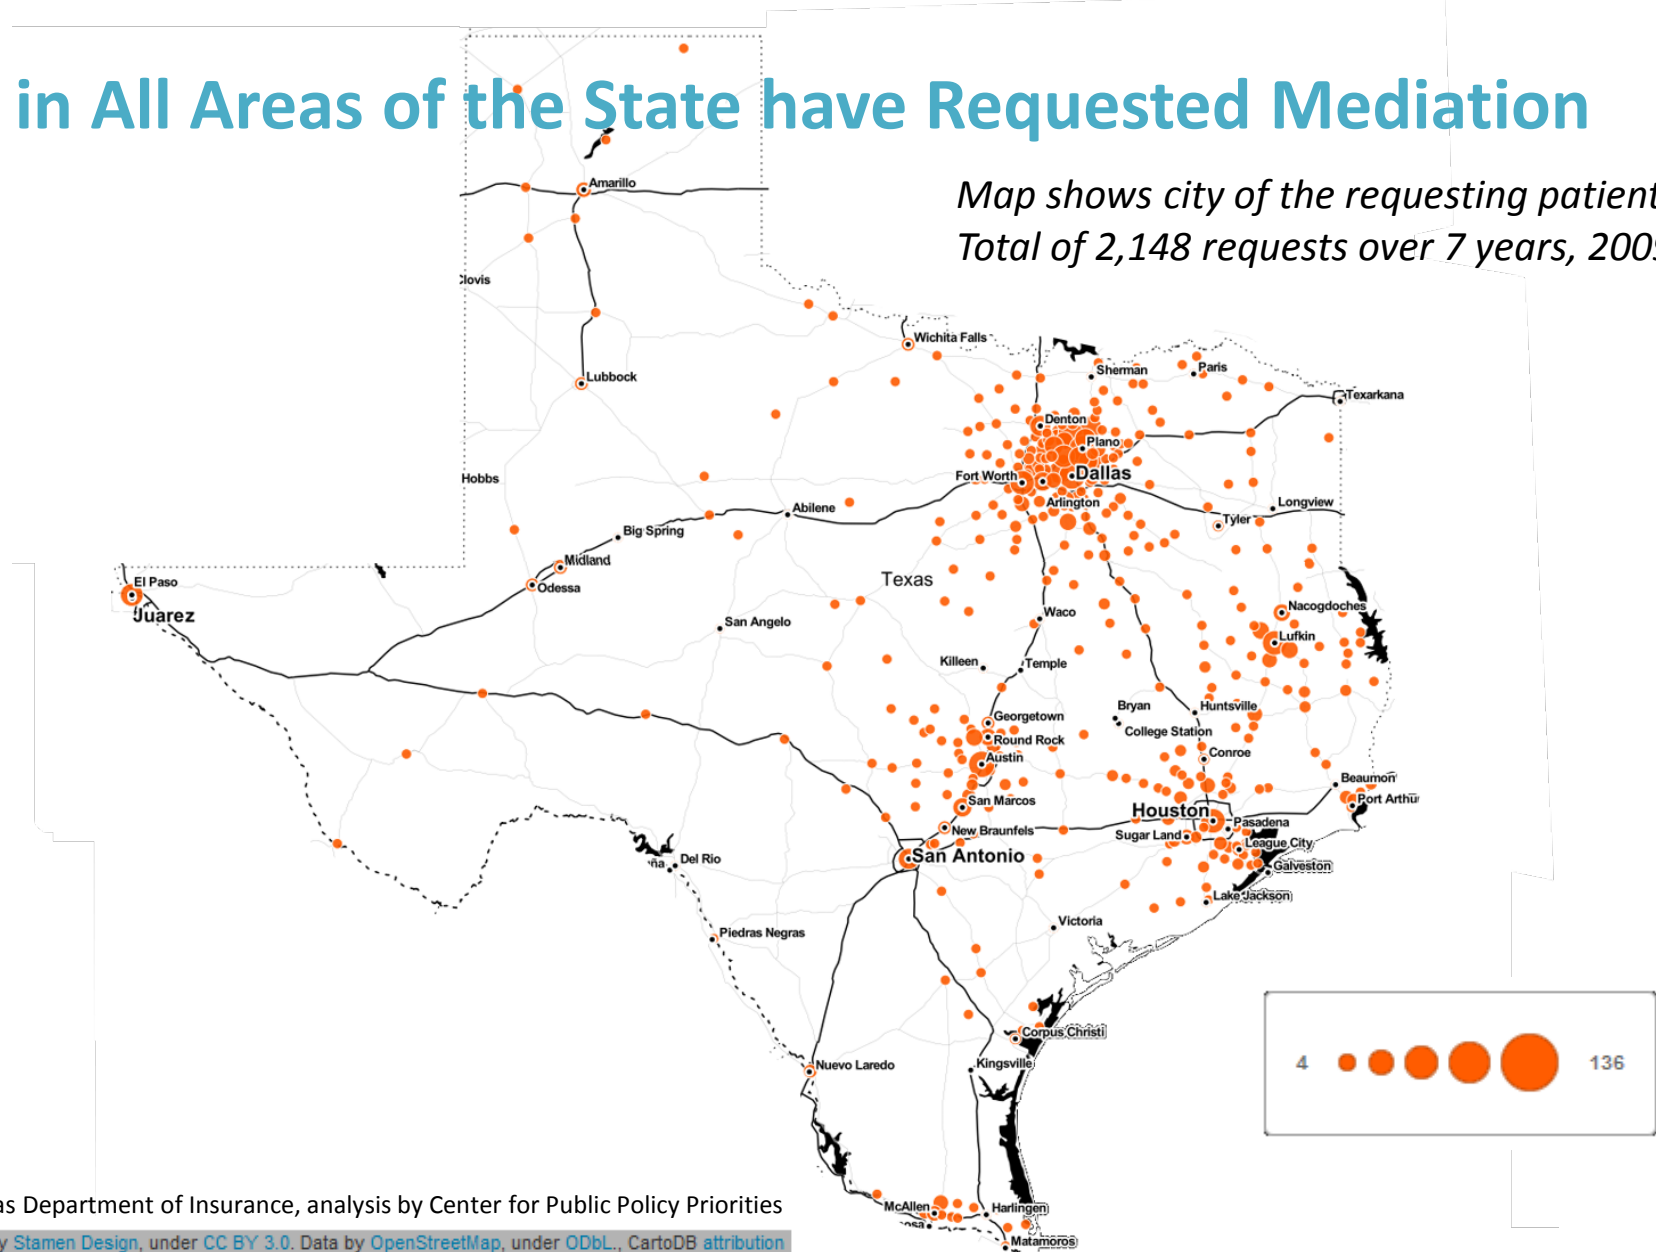 in All Areas of the State have Requested Mediation
Map shows city of the requesting patient
Total of 2,148 requests over 7 years, 2009
Amarillo
Clovis
Wichita Falls
Lubbock
Sherman
Paris
Texarkana
Denton
Plano
Hobbs
Fort Worth
Dallas
Arlington
Abilene
Longview
Tyler
Big Spring
Midland
Odessa
El Paso
Juarez
Texas
Nacogdoches
Waco
San Angelo
Lufkin
Killeen
Temple
Georgetown
Bryan
Huntsville
College Station
Round Rock
Conroe
Austin
Beaumon
San Marcos
Port Arthu
Houston
Pasadena
New Braunfels
Sugar Land
League City
San Antonio
Galveston
ña
Del Rio
Lake Jackson
Victoria
Piedras Negras
Corpus Christi
Nuevo Laredo
Kingsville
4
136
McAllen
Harlingen
nosa
Matamoros
as Department of Insurance, analysis by Center for Public Policy Priorities
y Stamen Design, under CC BY 3.0. Data by OpenStreetMap, under ODbL., CartoDB attribution